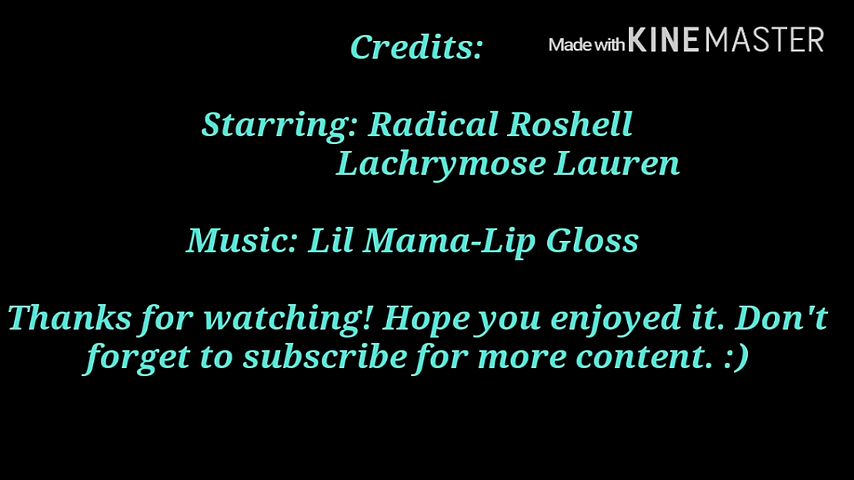 Credits:
Made with KINEMASTER
Starring: Radical Roshell
Lachrymose Lauren
Music: Lil Mama-Lip Gloss
Thanks for watching! Hope you enjoyed it. Don't
forget to subscribe for more content. :)